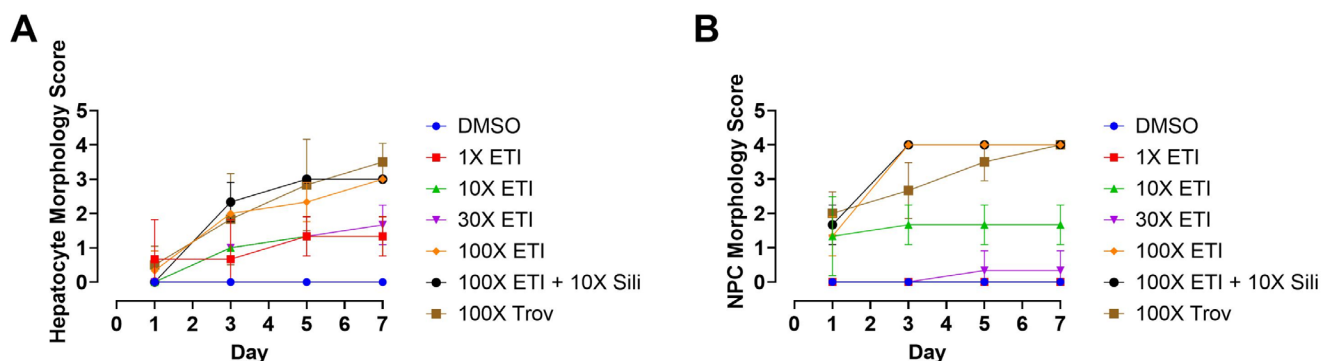 A
Hepatocyte Morphology Score
5
4
3
2
1
0
0 1 2 3 4 5 6 7
Day
DMSO
1X ETI
10X ETI
30X ETI
100X ETI
100X ETI + 10X Sili
100X Trov
B
NPC Morphology Score
5
4
3
2
1
0
0 1 2 3 4 5 6 7
Day
DMSO
1X ETI
10X ETI
30X ETI
100X ETI
100X ETI + 10X Sili
100X Trov